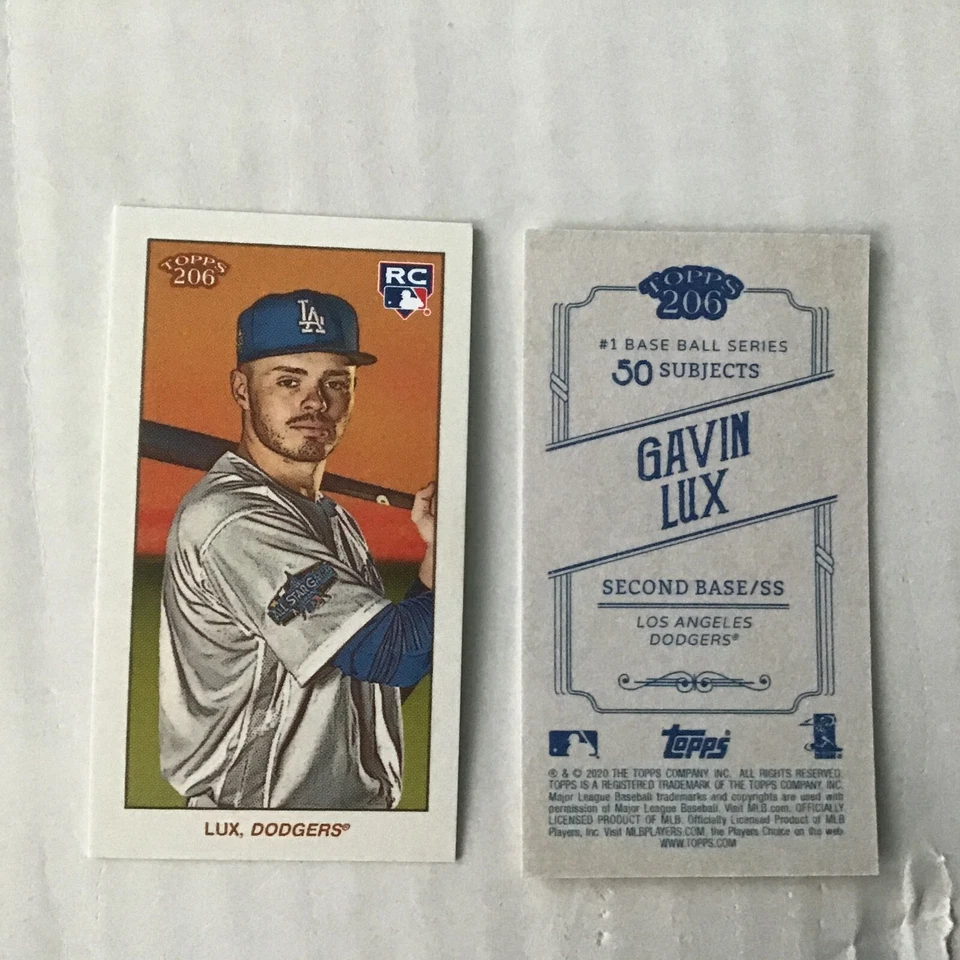 TOPPS
206
RC
LA
ALL STAR GAME
LUX, DODGERS®
TOPPS
206
#1 BASE BALL SERIES
50 SUBJECTS
GAVIN
LUX
SECOND BASE/SS
LOS ANGELES
DODGERS®
topps
® & © 2020 THE TOPPS COMPANY, INC. ALL RIGHTS RESERVED.
TOPPS IS A REGISTERED TRADEMARK OF THE TOPPS COMPANY, INC.
Major League Baseball trademarks and copyrights are used with
permission of Major League Baseball. Visit MLB.com. OFFICIALLY
LICENSED PRODUCT OF MLB. Officially Licensed Product of MLB
Players, Inc. Visit MLBPLAYERS.COM, the Players Choice on the web.
WWW.TOPPS.COM